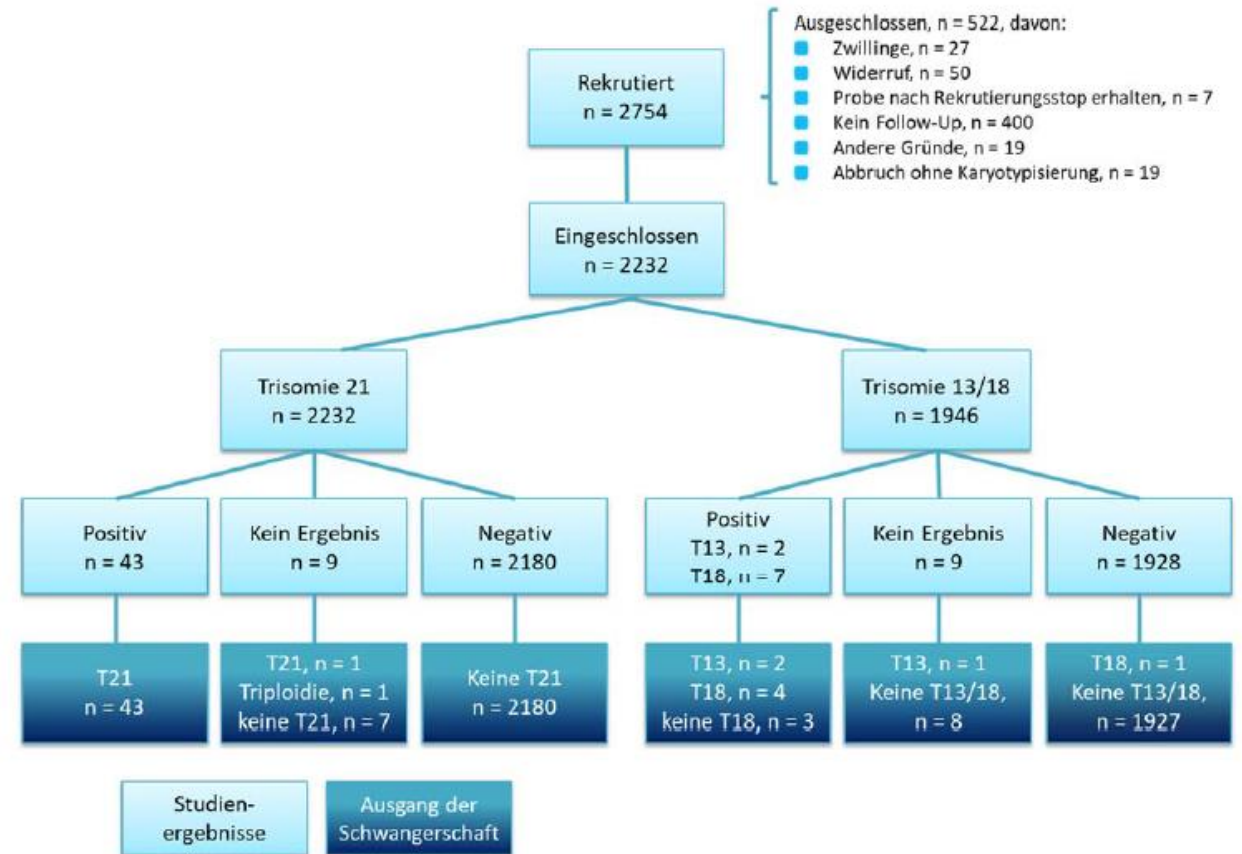 Ausgeschlossen, n = 522, davon:
Zwillinge, n = 27
Widerruf, n = 50
Probe nach Rekrutierungsstop erhalten, n = 7
Kein Follow-Up, n = 400
Andere Gründe, n = 19
Abbruch ohne Karyotypisierung, n = 19
Rekrutiert
n = 2754
Eingeschlossen
n = 2232
Trisomie 21
n = 2232
Trisomie 13/18
n = 1946
Positiv
n = 43
Kein Ergebnis
n = 9
Negativ
n = 2180
Positiv
T13, n = 2
T18, n = 7
Kein Ergebnis
n = 9
Negativ
n = 1928
T21
n = 43
T21, n = 1
Triploidie, n = 1
keine T21, n = 7
Keine T21
n = 2180
T13, n = 2
T18, n = 4
keine T18, n = 3
T13, n = 1
Keine T13/18,
n = 8
T18, n = 1
Keine T13/18,
n = 1927
Studien-
ergebnisse
Ausgang der
Schwangerschaft